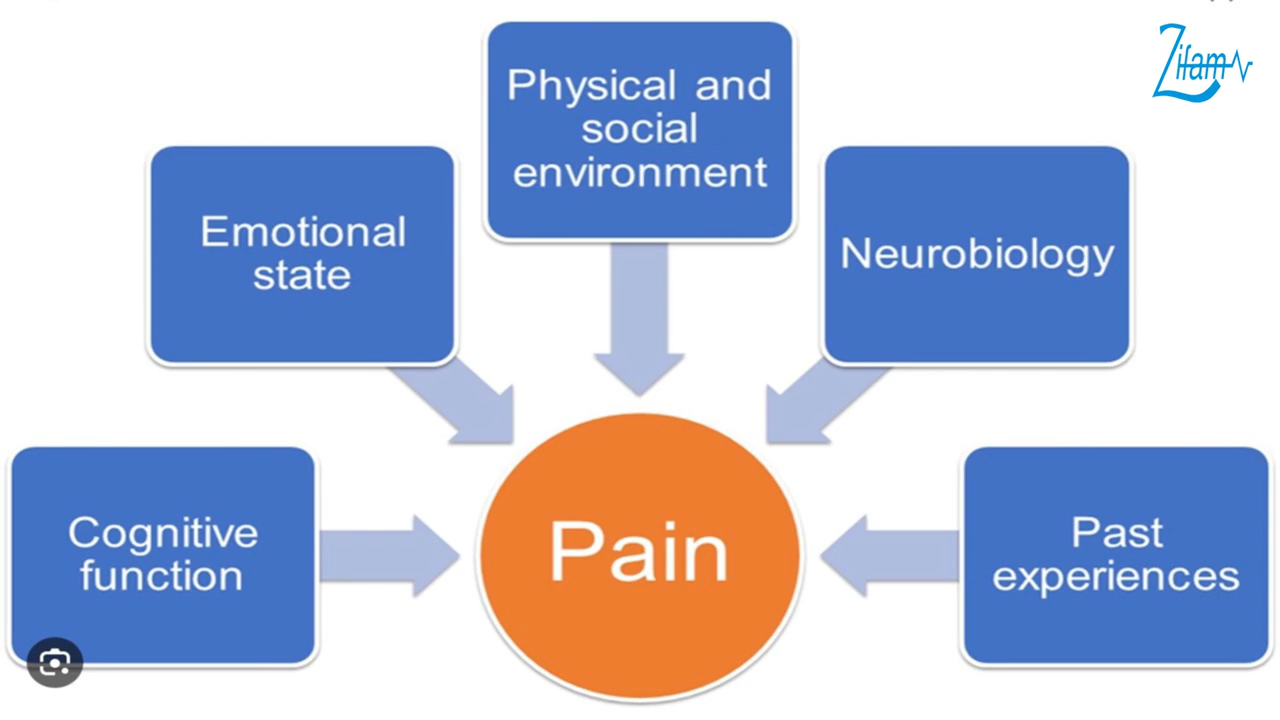 Zifam
Physical and
social
environment
Emotional
state
Neurobiology
Cognitive
function
Pain
Past
experiences